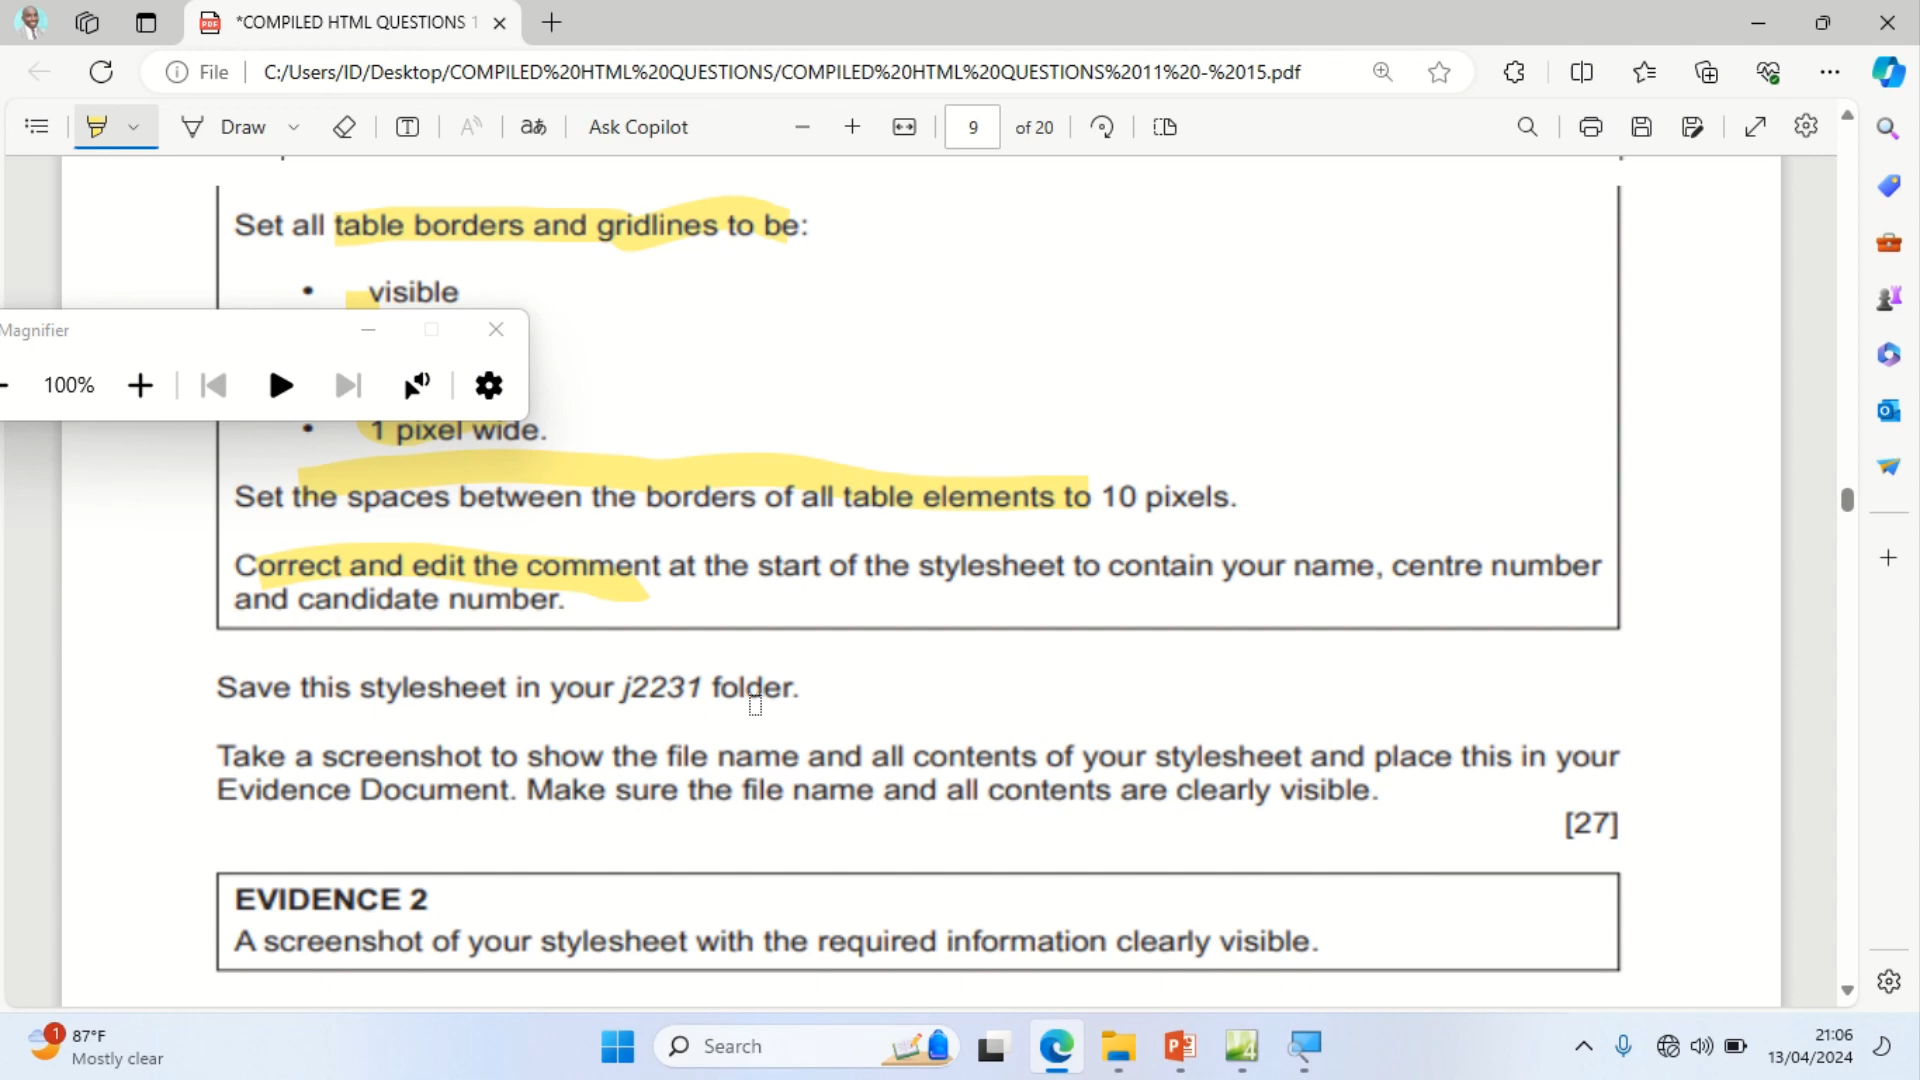 *COMPILED HTML QUESTIONS 1
File
C:/Users/ID/Desktop/COMPILED%20HTML%20QUESTIONS/COMPILED%20HTML%20QUESTIONS%2011%20-%2015.pdf
Draw
Ask Copilot
9 of 20
Set all table borders and gridlines to be:
• visible
Magnifier
100%
• 1 pixel wide.
Set the spaces between the borders of all table elements to 10 pixels.
Correct and edit the comment at the start of the stylesheet to contain your name, centre number
and candidate number.
Save this stylesheet in your j2231 folder.
Take a screenshot to show the file name and all contents of your stylesheet and place this in your
Evidence Document. Make sure the file name and all contents are clearly visible.
[27]
EVIDENCE 2
A screenshot of your stylesheet with the required information clearly visible.
1
87°F
Mostly clear
Search
21:06
13/04/2024